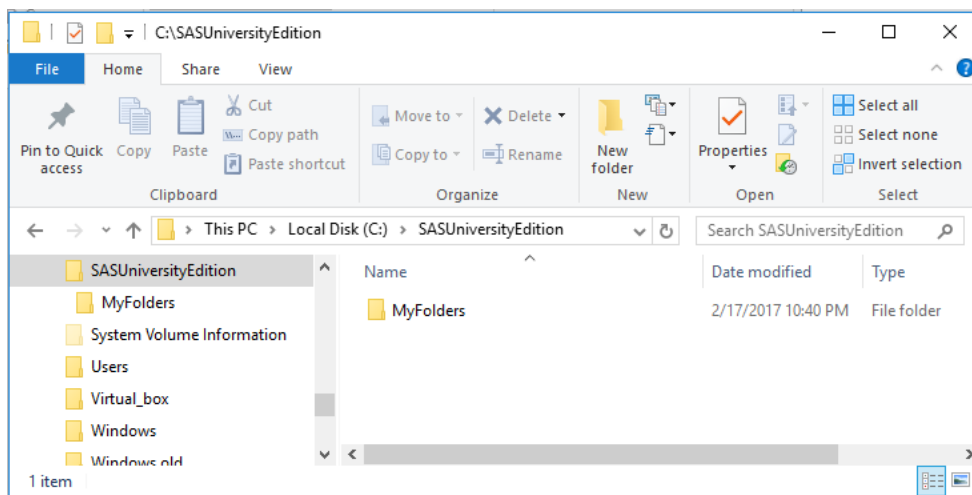 C:\SASUniversityEdition
File Home Share View
Pin to Quick access
Copy
Paste
Cut
Copy path
Paste shortcut
Clipboard
Move to
Copy to
Delete
Rename
Organize
New folder
New
Properties
Open
Select all
Select none
Invert selection
Select
This PC > Local Disk (C:) > SASUniversityEdition
Search SASUniversityEdition
SASUniversityEdition
MyFolders
System Volume Information
Users
Virtual_box
Windows
Windows.old
Name Date modified Type
MyFolders 2/17/2017 10:40 PM File folder
1 item